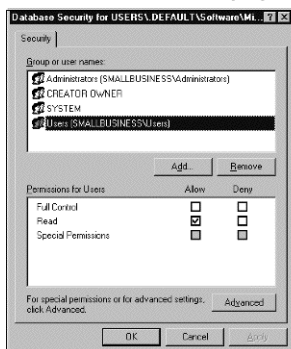 Database Security for USERS\.DEFAULT\Software\Mi...
Security
Group or user names:
Administrators (SMALLBUSINESS\Administrators)
CREATOR OWNER
SYSTEM
Users (SMALLBUSINESS\Users)
Add...
Remove
Permissions for Users
Allow
Deny
Full Control
Read
Special Permissions
For special permissions or for advanced settings,
click Advanced.
Advanced
OK
Cancel
Apply